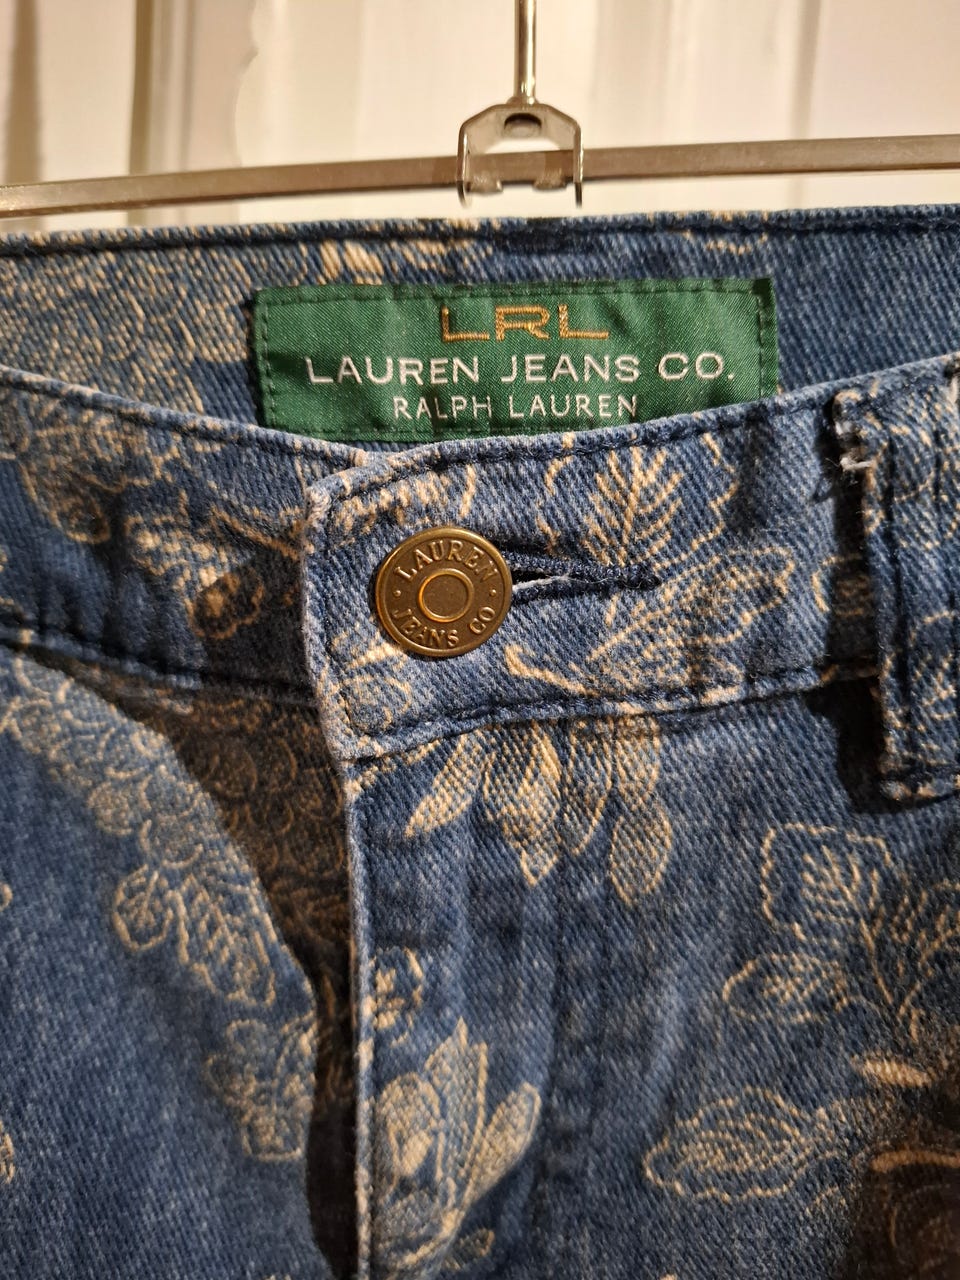 LRL
LAUREN JEANS CO.
RALPH LAUREN
LAUREN
JEANS CO